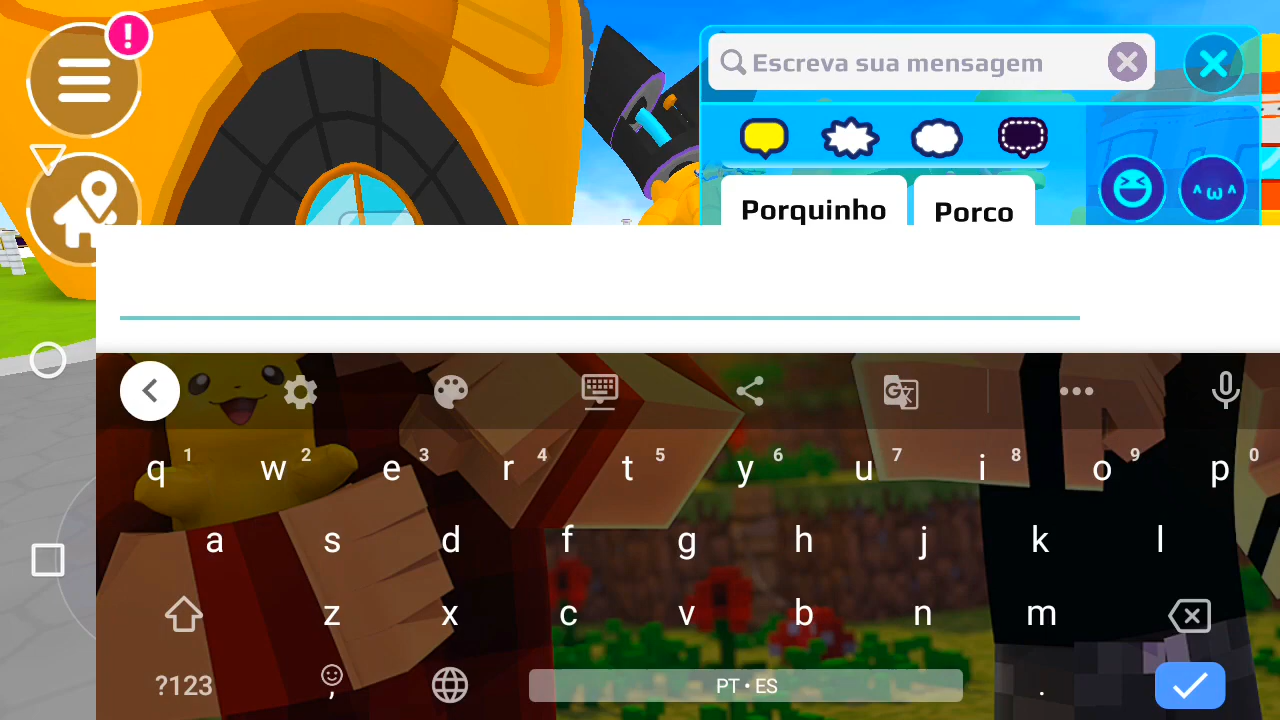 !
Escreva sua mensagem
^ω^
Porquinho Porco
q 1 w 2 e 3 r 4 t 5 y 6 u 7 i 8 o 9 p 0
a s d f g h j k l
z x c v b n m
?123 , PT • ES .